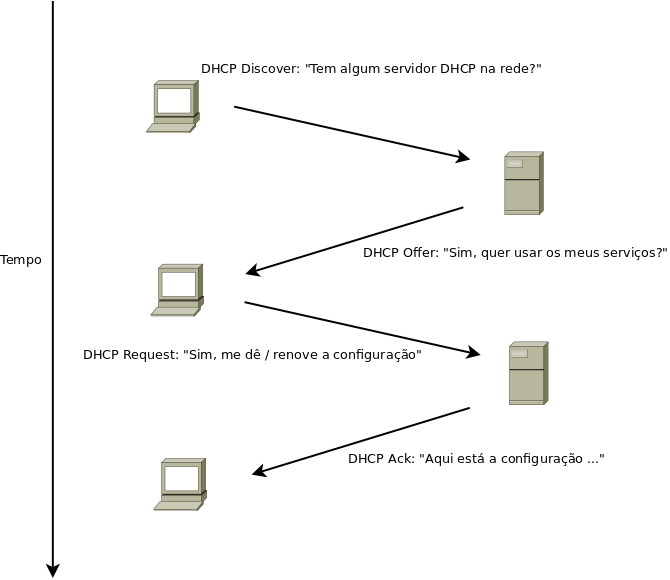 DHCP Discover: "Tem algum servidor DHCP na rede?"
DHCP Offer: "Sim, quer usar os meus serviços?"
Tempo
DHCP Request: "Sim, me dê / renove a configuração"
DHCP Ack: "Aqui está a configuração ..."